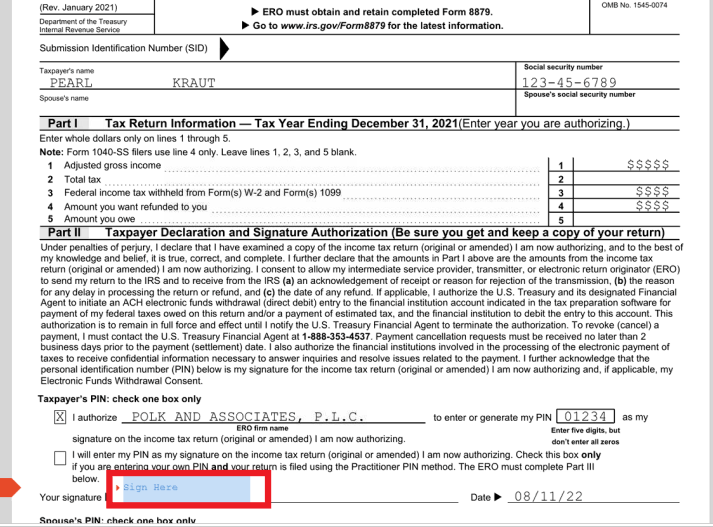 (Rev. January 2021)
Department of the Treasury
Internal Revenue Service
▶ ERO must obtain and retain completed Form 8879.
▶ Go to www.irs.gov/Form8879 for the latest information.
OMB No. 1545-0074
Submission Identification Number (SID)
Taxpayer's name
PEARL KRAUT
Social security number
123-45-6789
Spouse's name
Spouse's social security number
Part I Tax Return Information — Tax Year Ending December 31, 2021(Enter year you are authorizing.)
Enter whole dollars only on lines 1 through 5.
Note: Form 1040-SS filers use line 4 only. Leave lines 1, 2, 3, and 5 blank.
1 Adjusted gross income 1 $$$$$
2 Total tax 2
3 Federal income tax withheld from Form(s) W-2 and Form(s) 1099 3 $$$$
4 Amount you want refunded to you 4 $$$$
5 Amount you owe 5
Part II Taxpayer Declaration and Signature Authorization (Be sure you get and keep a copy of your return)
Under penalties of perjury, I declare that I have examined a copy of the income tax return (original or amended) I am now authorizing, and to the best of
my knowledge and belief, it is true, correct, and complete. I further declare that the amounts in Part I above are the amounts from the income tax
return (original or amended) I am now authorizing. I consent to allow my intermediate service provider, transmitter, or electronic return originator (ERO)
to send my return to the IRS and to receive from the IRS (a) an acknowledgement of receipt or reason for rejection of the transmission, (b) the reason
for any delay in processing the return or refund, and (c) the date of any refund. If applicable, I authorize the U.S. Treasury and its designated Financial
Agent to initiate an ACH electronic funds withdrawal (direct debit) entry to the financial institution account indicated in the tax preparation software for
payment of my federal taxes owed on this return and/or a payment of estimated tax, and the financial institution to debit the entry to this account. This
authorization is to remain in full force and effect until I notify the U.S. Treasury Financial Agent to terminate the authorization. To revoke (cancel) a
payment, I must contact the U.S. Treasury Financial Agent at 1-888-353-4537. Payment cancellation requests must be received no later than 2
business days prior to the payment (settlement) date. I also authorize the financial institutions involved in the processing of the electronic payment of
taxes to receive confidential information necessary to answer inquiries and resolve issues related to the payment. I further acknowledge that the
personal identification number (PIN) below is my signature for the income tax return (original or amended) I am now authorizing and, if applicable, my
Electronic Funds Withdrawal Consent.
Taxpayer's PIN: check one box only
X I authorize POLK AND ASSOCIATES, P.L.C. to enter or generate my PIN 01234 as my
ERO firm name
Enter five digits, but
don't enter all zeros
signature on the income tax return (original or amended) I am now authorizing.
I will enter my PIN as my signature on the income tax return (original or amended) I am now authorizing. Check this box only
if you are entering your own PIN and your return is filed using the Practitioner PIN method. The ERO must complete Part III
below.
Sign Here
Your signature Date ▶ 08/11/22
Spouse's PIN: check one box only